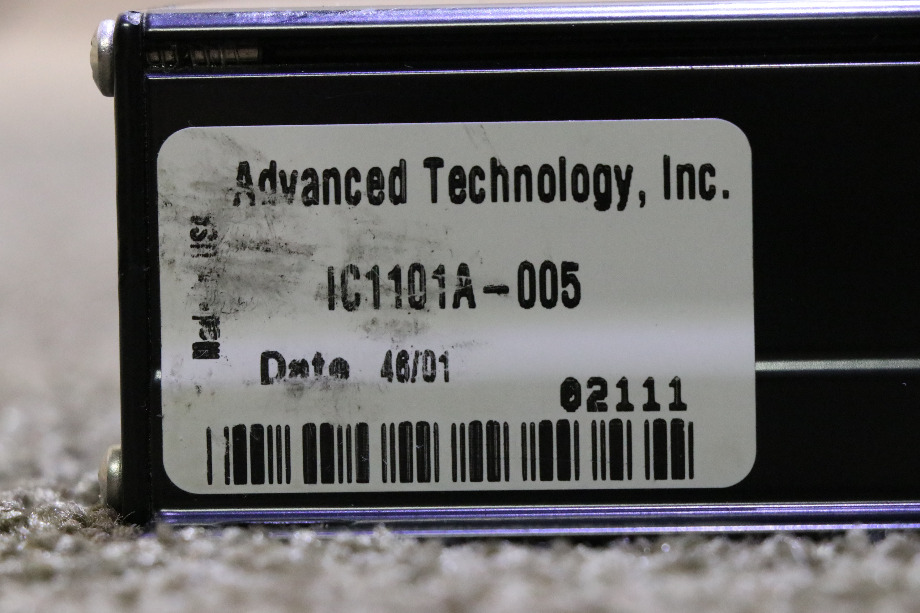 Advanced Technology, Inc.
IC1101A-005
Date 46/01
02111